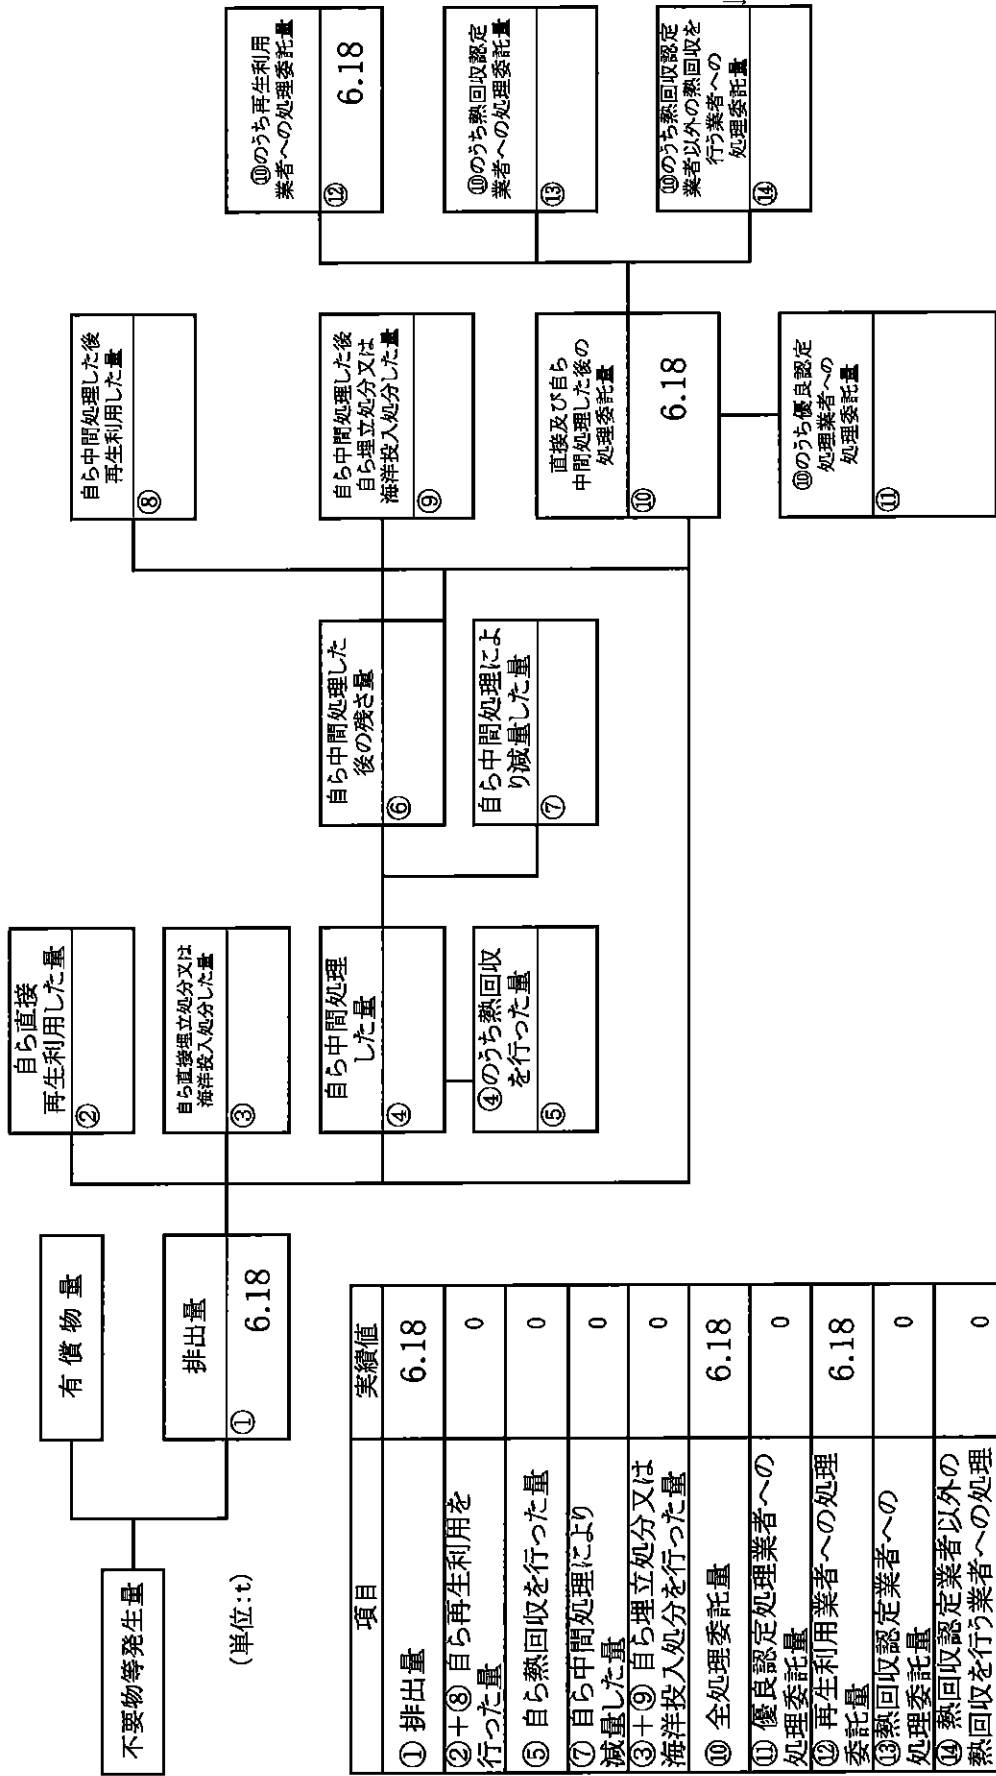 不要物等発生量
有償物量
排出量
① 6.18
(単位:t)
自ら直接
再生利用した量
②
自ら直接埋立処分又は
海洋投入処分した量
③
自ら中間処理
した量
④
④のうち熱回収
を行った量
⑤
自ら中間処理した
後の残さ量
⑥
自ら中間処理によ
り減量した量
⑦
自ら中間処理した後
再生利用した量
⑧
自ら中間処理した後
自ら埋立処分又は
海洋投入処分した量
⑨
直接及び自ら
中間処理した後の
処理委託量
⑩ 6.18
⑩のうち優良認定
処理業者への
処理委託量
⑪
⑩のうち再生利用
業者への処理委託量
⑫ 6.18
⑩のうち熱回収認定
業者への処理委託量
⑬
⑩のうち熱回収認定
業者以外の熱回収を
行う業者への
処理委託量
⑭
項目 実績値
① 排出量 6.18
②+⑧ 自ら再生利用を
行った量 0
⑤ 自ら熱回収を行った量 0
⑦ 自ら中間処理により
減量した量 0
③+⑨ 自ら埋立処分又は
海洋投入処分を行った量 0
⑩ 全処理委託量 6.18
⑪ 優良認定処理業者への
処理委託量 0
⑫ 再生利用業者への処理
委託量 6.18
⑬熱回収認定業者への
処理委託量 0
⑭ 熱回収認定業者以外の
熱回収を行う業者への処理 0